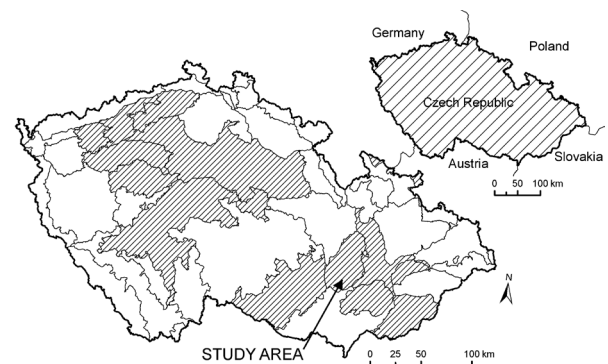 Germany
Poland
Czech Republic
Austria
Slovakia
0 50 100 km
N
STUDY AREA
0 25 50 100 km